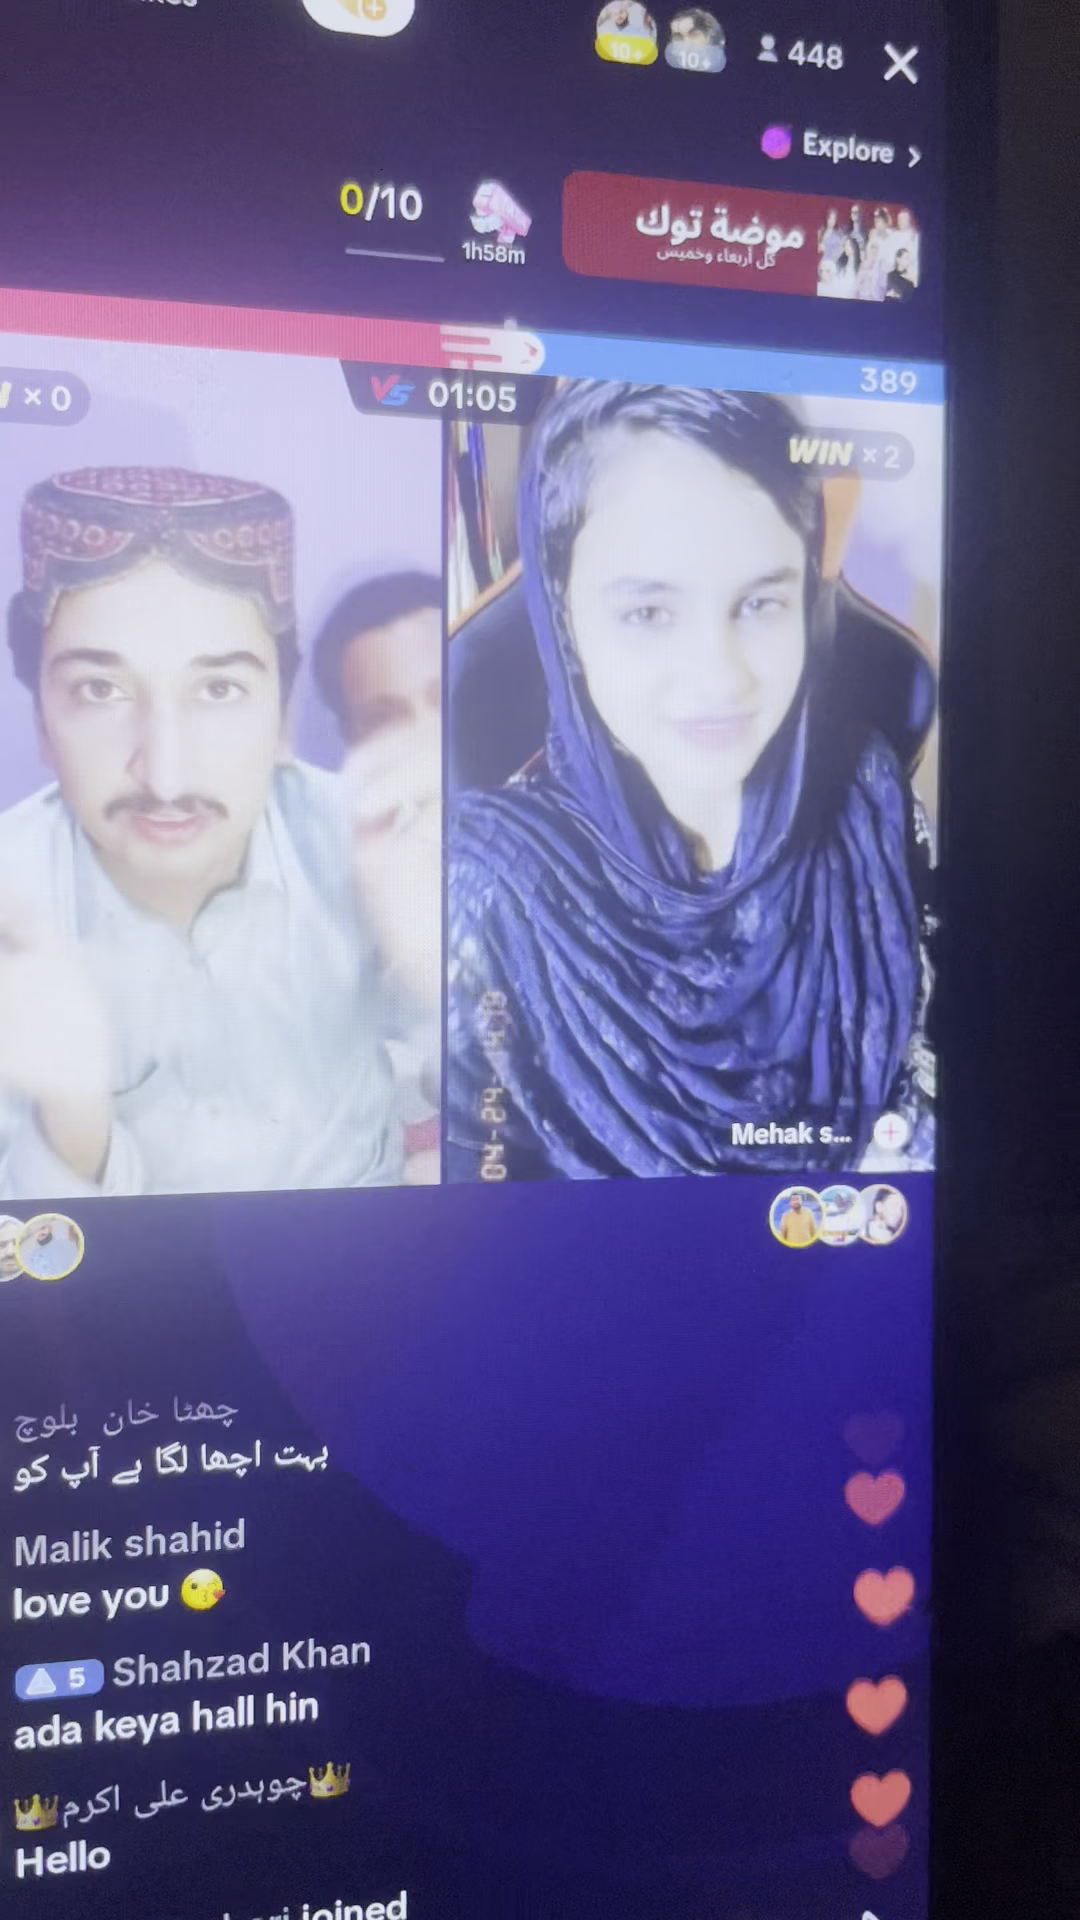 10+
10+
448
Explore
0/10
1h58m
موضة توك
كل أربعاء وخميس
389
× 0
VS 01:05
WIN × 2
Mehak s...
چھٹا خان بلوچ
بہت اچھا لگا ہے آپ کو
Malik shahid
love you
5 Shahzad Khan
ada keya hall hin
چوہدری علی اکرم
Hello
joined